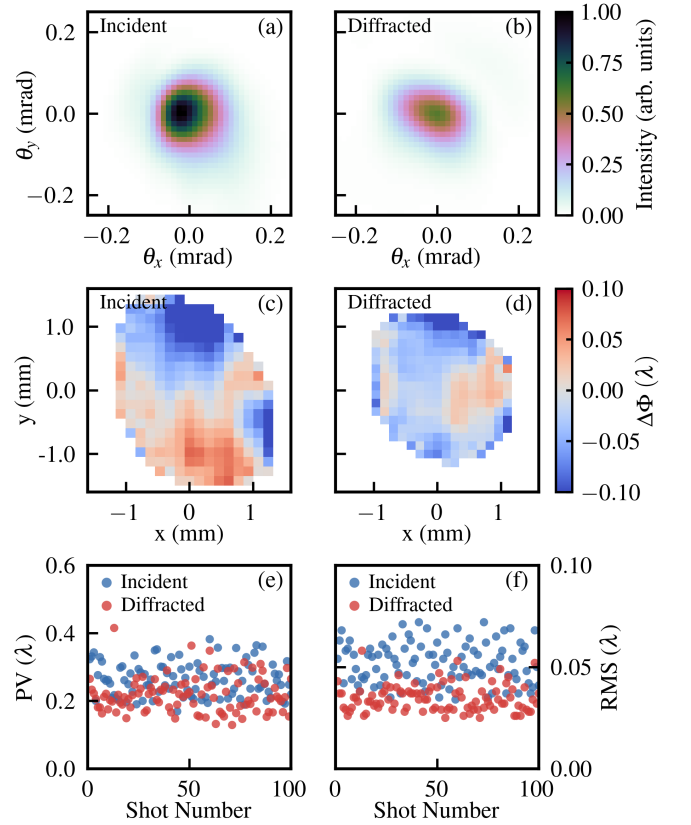 Incident (a)
Diffracted (b)
0.2
0.0
−0.2
θy (mrad)
−0.2 0.0 0.2
θx (mrad)
−0.2 0.0 0.2
θx (mrad)
1.00
0.75
0.50
0.25
0.00
Intensity (arb. units)
Incident (c)
Diffracted (d)
1.0
0.0
-1.0
y (mm)
−1 0 1
x (mm)
−1 0 1
x (mm)
0.10
0.05
0.00
−0.05
−0.10
ΔΦ (λ)
(e)
Incident
Diffracted
0.6
0.4
0.2
0.0
PV (λ)
0 50 100
Shot Number
(f)
Incident
Diffracted
0.10
0.05
0.00
RMS (λ)
0 50 100
Shot Number